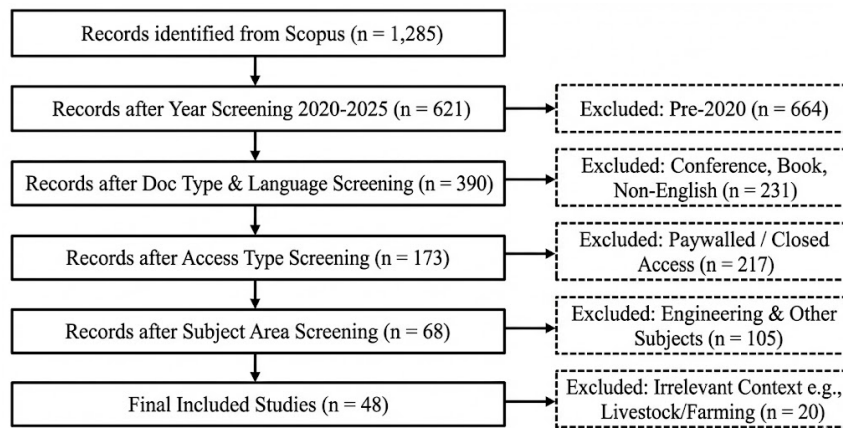 Records identified from Scopus (n = 1,285)
Records after Year Screening 2020-2025 (n = 621)
Excluded: Pre-2020 (n = 664)
Records after Doc Type & Language Screening (n = 390)
Excluded: Conference, Book,
Non-English (n = 231)
Records after Access Type Screening (n = 173)
Excluded: Paywalled / Closed
Access (n = 217)
Records after Subject Area Screening (n = 68)
Excluded: Engineering & Other
Subjects (n = 105)
Final Included Studies (n = 48)
Excluded: Irrelevant Context e.g.,
Livestock/Farming (n = 20)